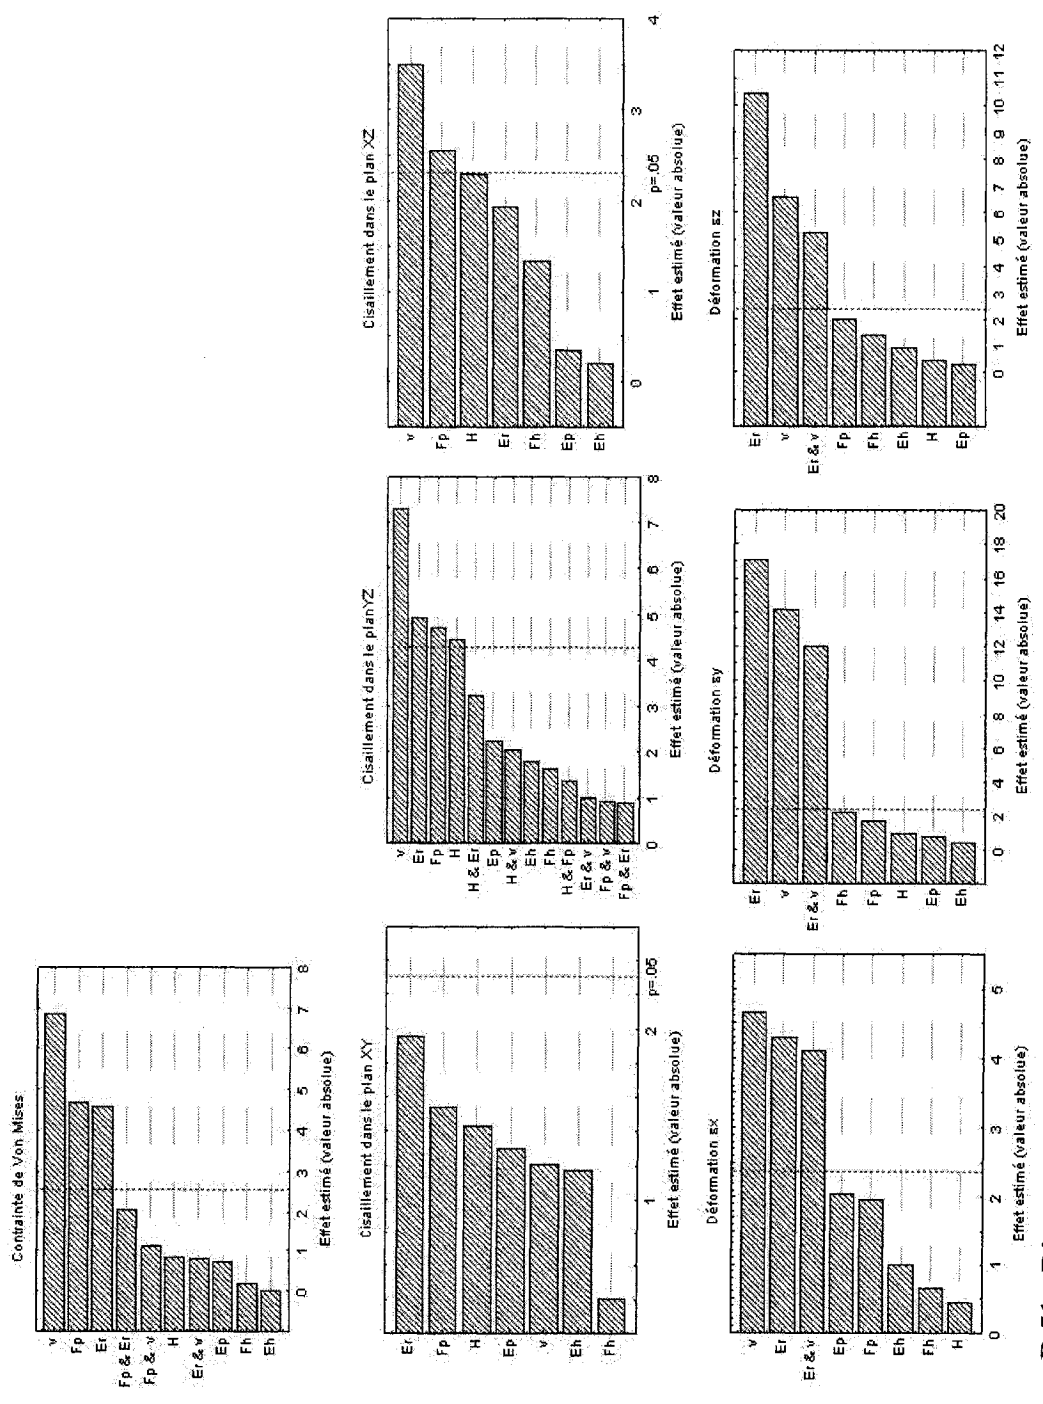 Contrainte de Von Mises
v
Fp
Er
Fp & Er
Fp & v
H
Er & v
Ep
Fh
Eh
0 1 2 3 4 5 6 7 8
Effet estimé (valeur absolue)
Cisaillement dans le plan XY
Er
Fp
H
Ep
v
Eh
Fh
1 2 p=.05
Effet estimé (valeur absolue)
Cisaillement dans le planYZ
v
Er
Fp
H
H & Er
Ep
H & v
Eh
Fh
H & Fp
Er & v
Fp & v
Fp & Er
0 1 2 3 4 5 6 7 8
Effet estimé (valeur absolue)
Cisaillement dans le plan XZ
v
Fp
H
Er
Fh
Ep
Eh
0 1 2 p=.05 3 4
Effet estimé (valeur absolue)
Déformation εx
v
Er
Er & v
Ep
Fp
Eh
Fh
H
0 1 2 3 4 5
Effet estimé (valeur absolue)
Déformation εy
Er
v
Er & v
Fh
Fp
H
Ep
Eh
0 2 4 6 8 10 12 14 16 18 20
Effet estimé (valeur absolue)
Déformation εz
Er
v
Er & v
Fp
Fh
Eh
H
Ep
0 1 2 3 4 5 6 7 8 9 10 11 12
Effet estimé (valeur absolue)